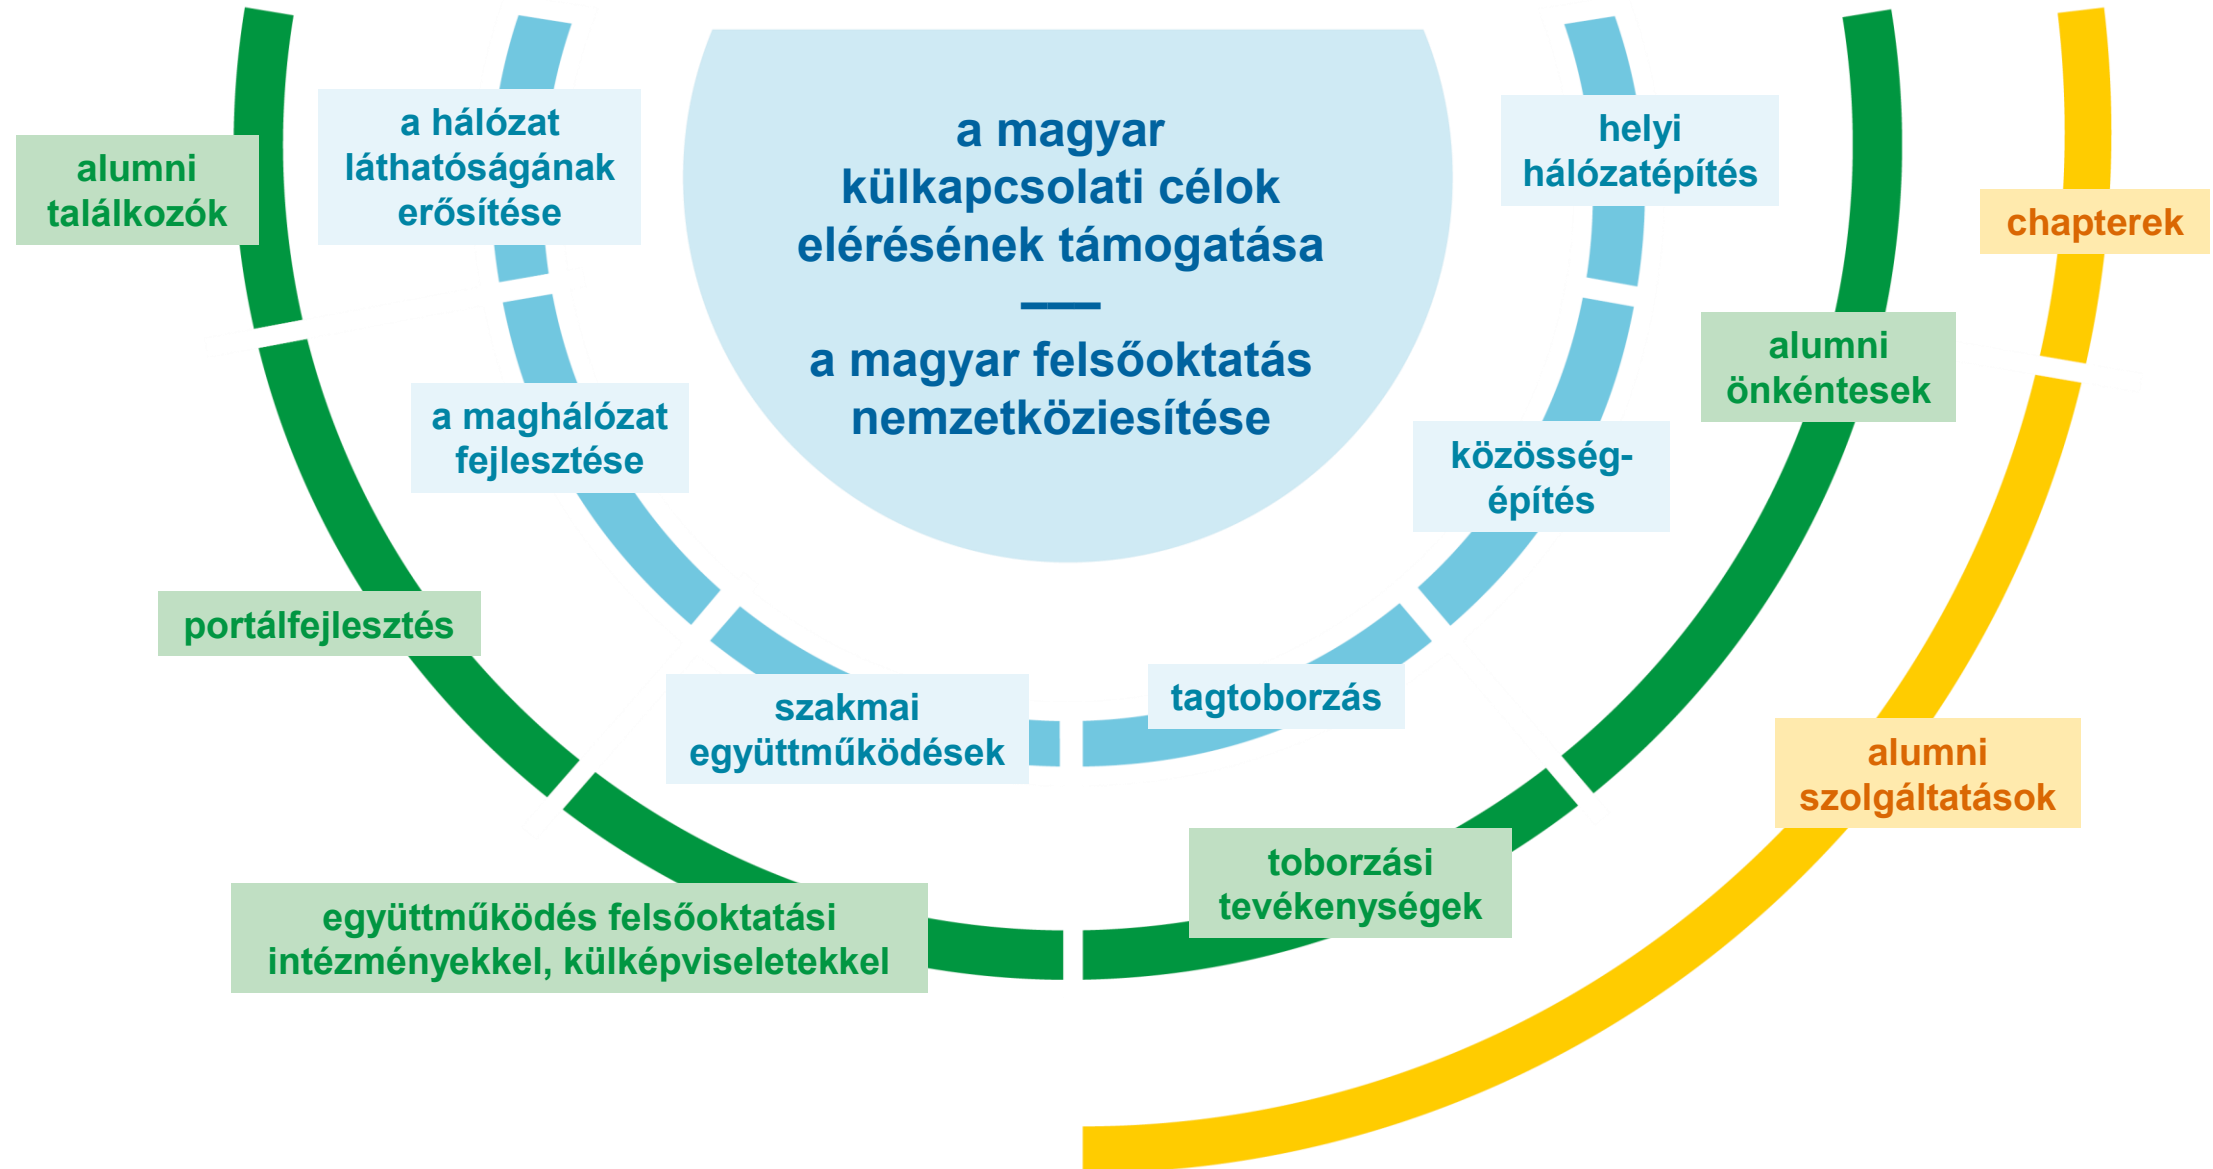 a magyar
külkapcsolati célok
elérésének támogatása
a magyar felsőoktatás
nemzetköziesítése
a hálózat
láthatóságának
erősítése
a maghálózat
fejlesztése
szakmai
együttműködések
tagtoborzás
közösség-
építés
helyi
hálózatépítés
alumni
találkozók
portálfejlesztés
együttműködés felsőoktatási
intézményekkel, külképviseletekkel
toborzási
tevékenységek
alumni
önkéntesek
chapterek
alumni
szolgáltatások